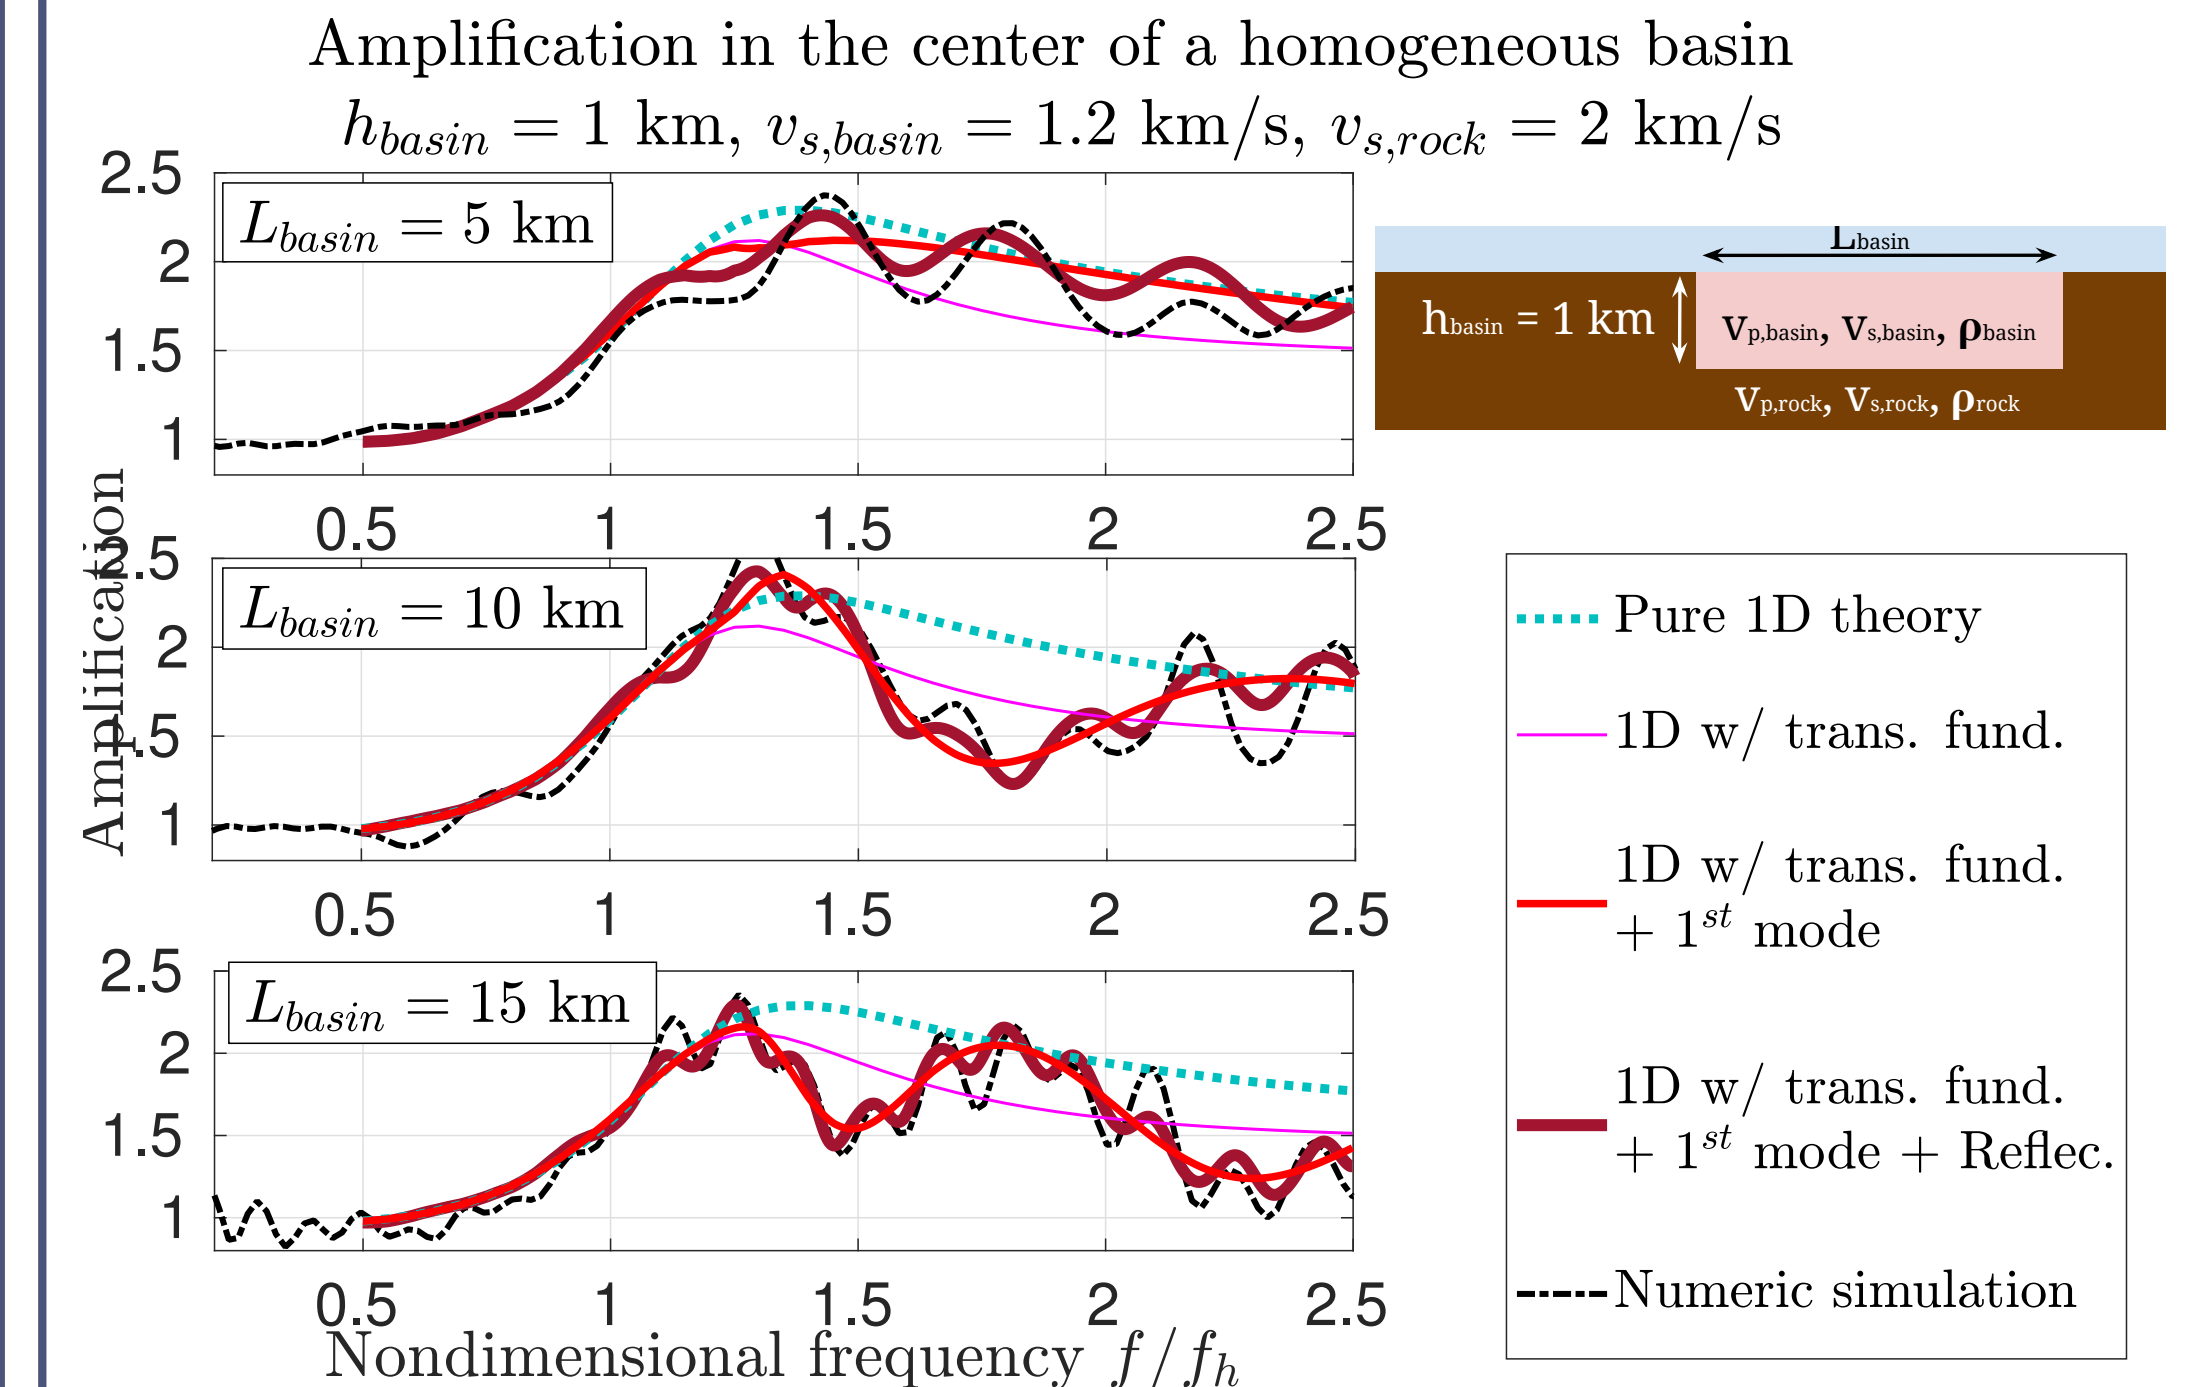 Amplification in the center of a homogeneous basin
h_basin = 1 km, v_s,basin = 1.2 km/s, v_s,rock = 2 km/s
2.5
2
1.5
1
L_basin = 5 km
0.5 1 1.5 2 2.5
L_basin
h_basin = 1 km
v_p,basin, v_s,basin, ρ_basin
v_p,rock, v_s,rock, ρ_rock
Amplification
2.5
2
.5
1
L_basin = 10 km
0.5 1 1.5 2 2.5
2.5
2
1.5
1
L_basin = 15 km
0.5 1 1.5 2 2.5
Nondimensional frequency f/f_h
Pure 1D theory
1D w/ trans. fund.
1D w/ trans. fund.
+ 1^st mode
1D w/ trans. fund.
+ 1^st mode + Reflec.
Numeric simulation